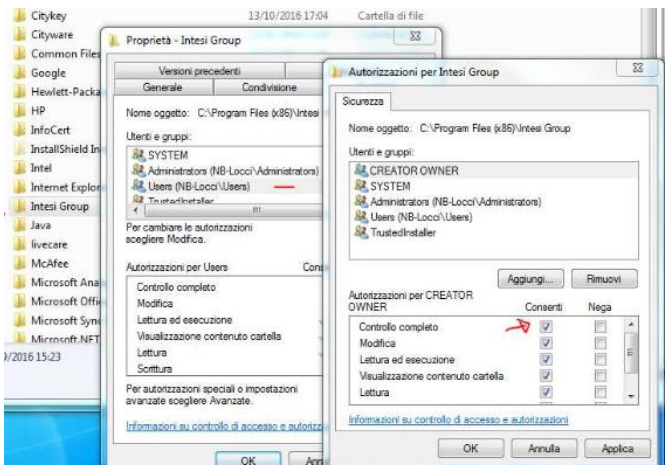 Citykey 13/10/2016 17:04 Cartella di file
Cityware
Common Files
Google
Hewlett-Packa
HP
InfoCert
InstallShield In
Intel
Internet Explor
Intesi Group
Java
livecare
McAfee
Microsoft Ana
Microsoft Offi
Microsoft Sync
Microsoft.NET
/2016 15:23
Proprietà - Intesi Group
Versioni precedenti
Generale Condivisione
Nome oggetto: C:\Program Files (x86)\Intesi
Utenti e gruppi:
SYSTEM
Administrators (NB-Locci\Administrators)
Users (NB-Locci\Users)
TrustedInstaller
Per cambiare le autorizzazioni
scegliere Modifica.
Autorizzazioni per Users Cons
Controllo completo
Modifica
Lettura ed esecuzione
Visualizzazione contenuto cartella
Lettura
Scrittura
Per autorizzazioni speciali o impostazioni
avanzate scegliere Avanzate.
Informazioni su controllo di accesso e autorizz
OK Ann
Autorizzazioni per Intesi Group
Sicurezza
Nome oggetto: C:\Program Files (x86)\Intesi Group
Utenti e gruppi:
CREATOR OWNER
SYSTEM
Administrators (NB-Locci\Administrators)
Users (NB-Locci\Users)
TrustedInstaller
Aggiungi... Rimuovi
Autorizzazioni per CREATOR
OWNER Consenti Nega
Controllo completo
Modifica
Lettura ed esecuzione
Visualizzazione contenuto cartella
Lettura
Informazioni su controllo di accesso e autorizzazioni
OK Annulla Applica